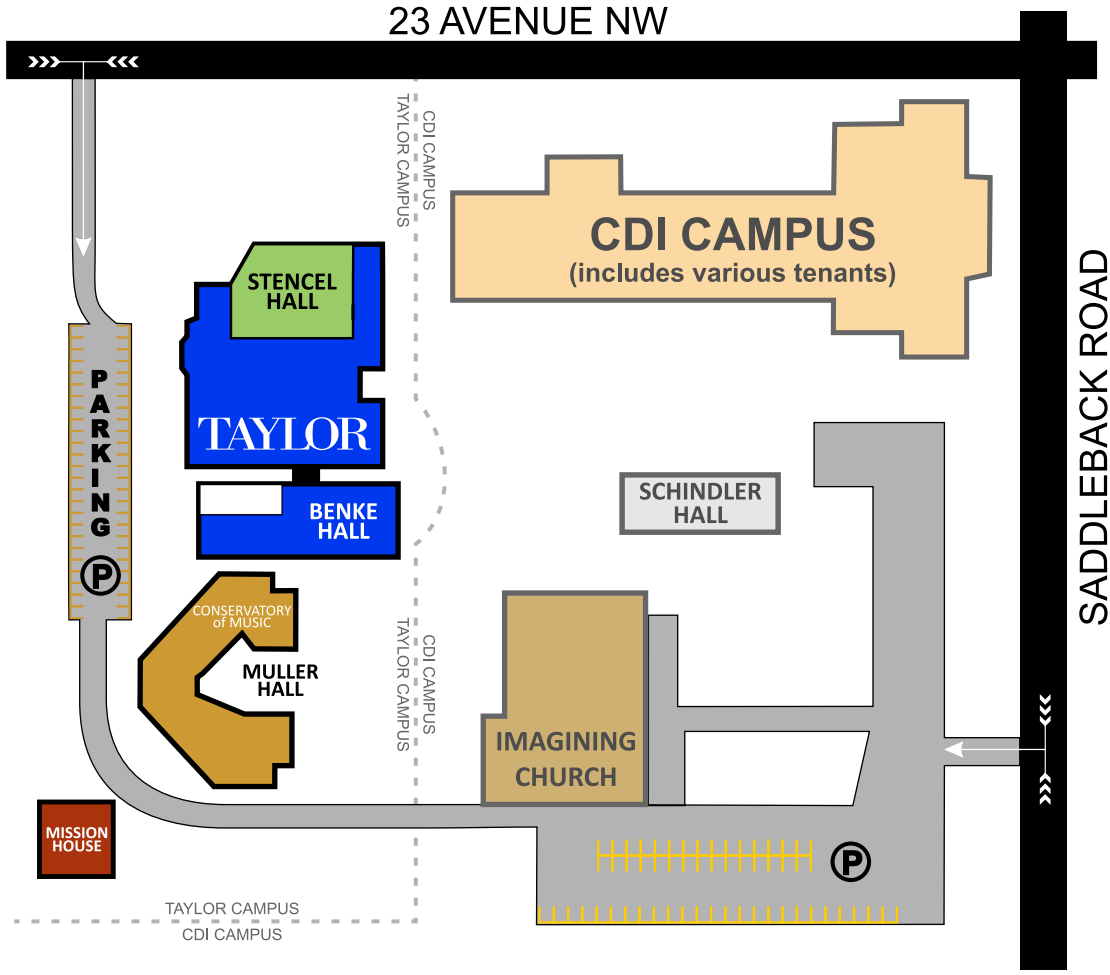 23 AVENUE NW
CDI CAMPUS
TAYLOR CAMPUS
CDI CAMPUS
(includes various tenants)
SADDLEBACK ROAD
STENCEL
HALL
PARKING
P
TAYLOR
BENKE
HALL
SCHINDLER
HALL
CONSERVATORY
of MUSIC
MULLER
HALL
CDI CAMPUS
TAYLOR CAMPUS
IMAGINING
CHURCH
MISSION
HOUSE
P
TAYLOR CAMPUS
CDI CAMPUS